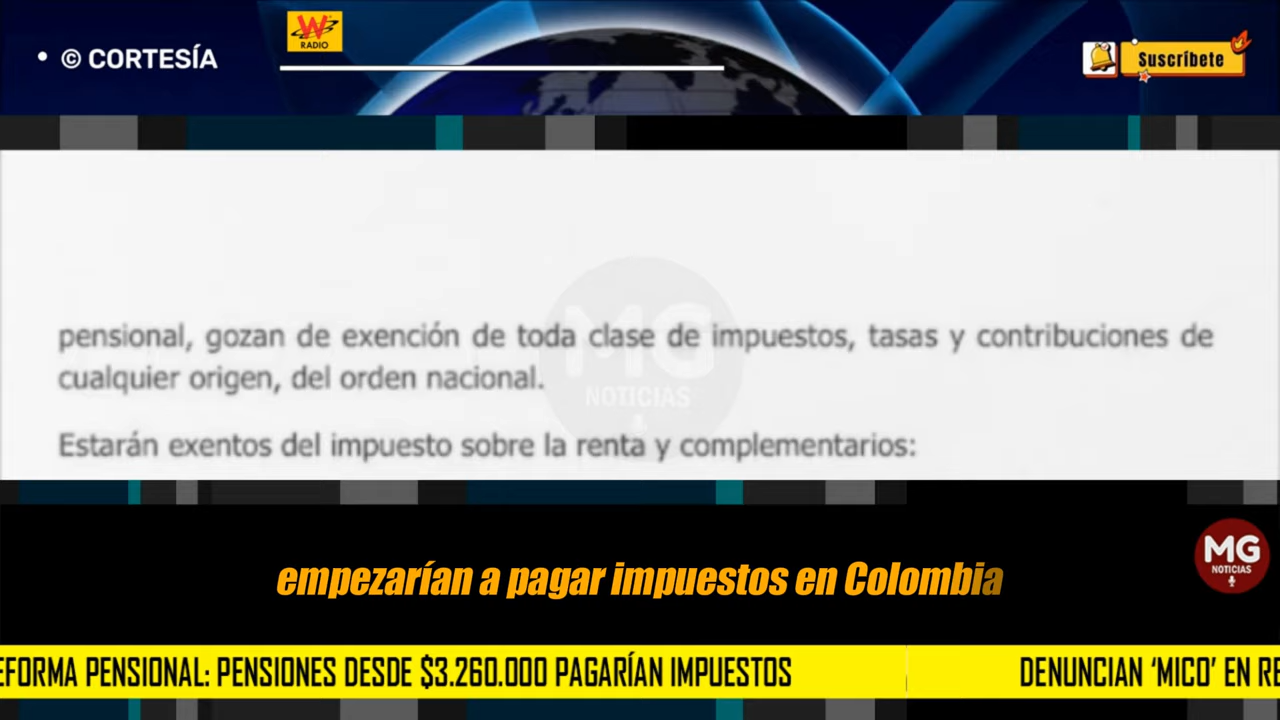 © CORTESÍA
W
RADIO
Suscríbete
pensional, gozan de exención de toda clase de impuestos, tasas y contribuciones de
cualquier origen, del orden nacional.
MG
NOTICIAS
Estarán exentos del impuesto sobre la renta y complementarios:
empezarían a pagar impuestos en Colombia
MG
NOTICIAS
EFORMA PENSIONAL: PENSIONES DESDE $3.260.000 PAGARÍAN IMPUESTOS
DENUNCIAN ‘MICO’ EN RE